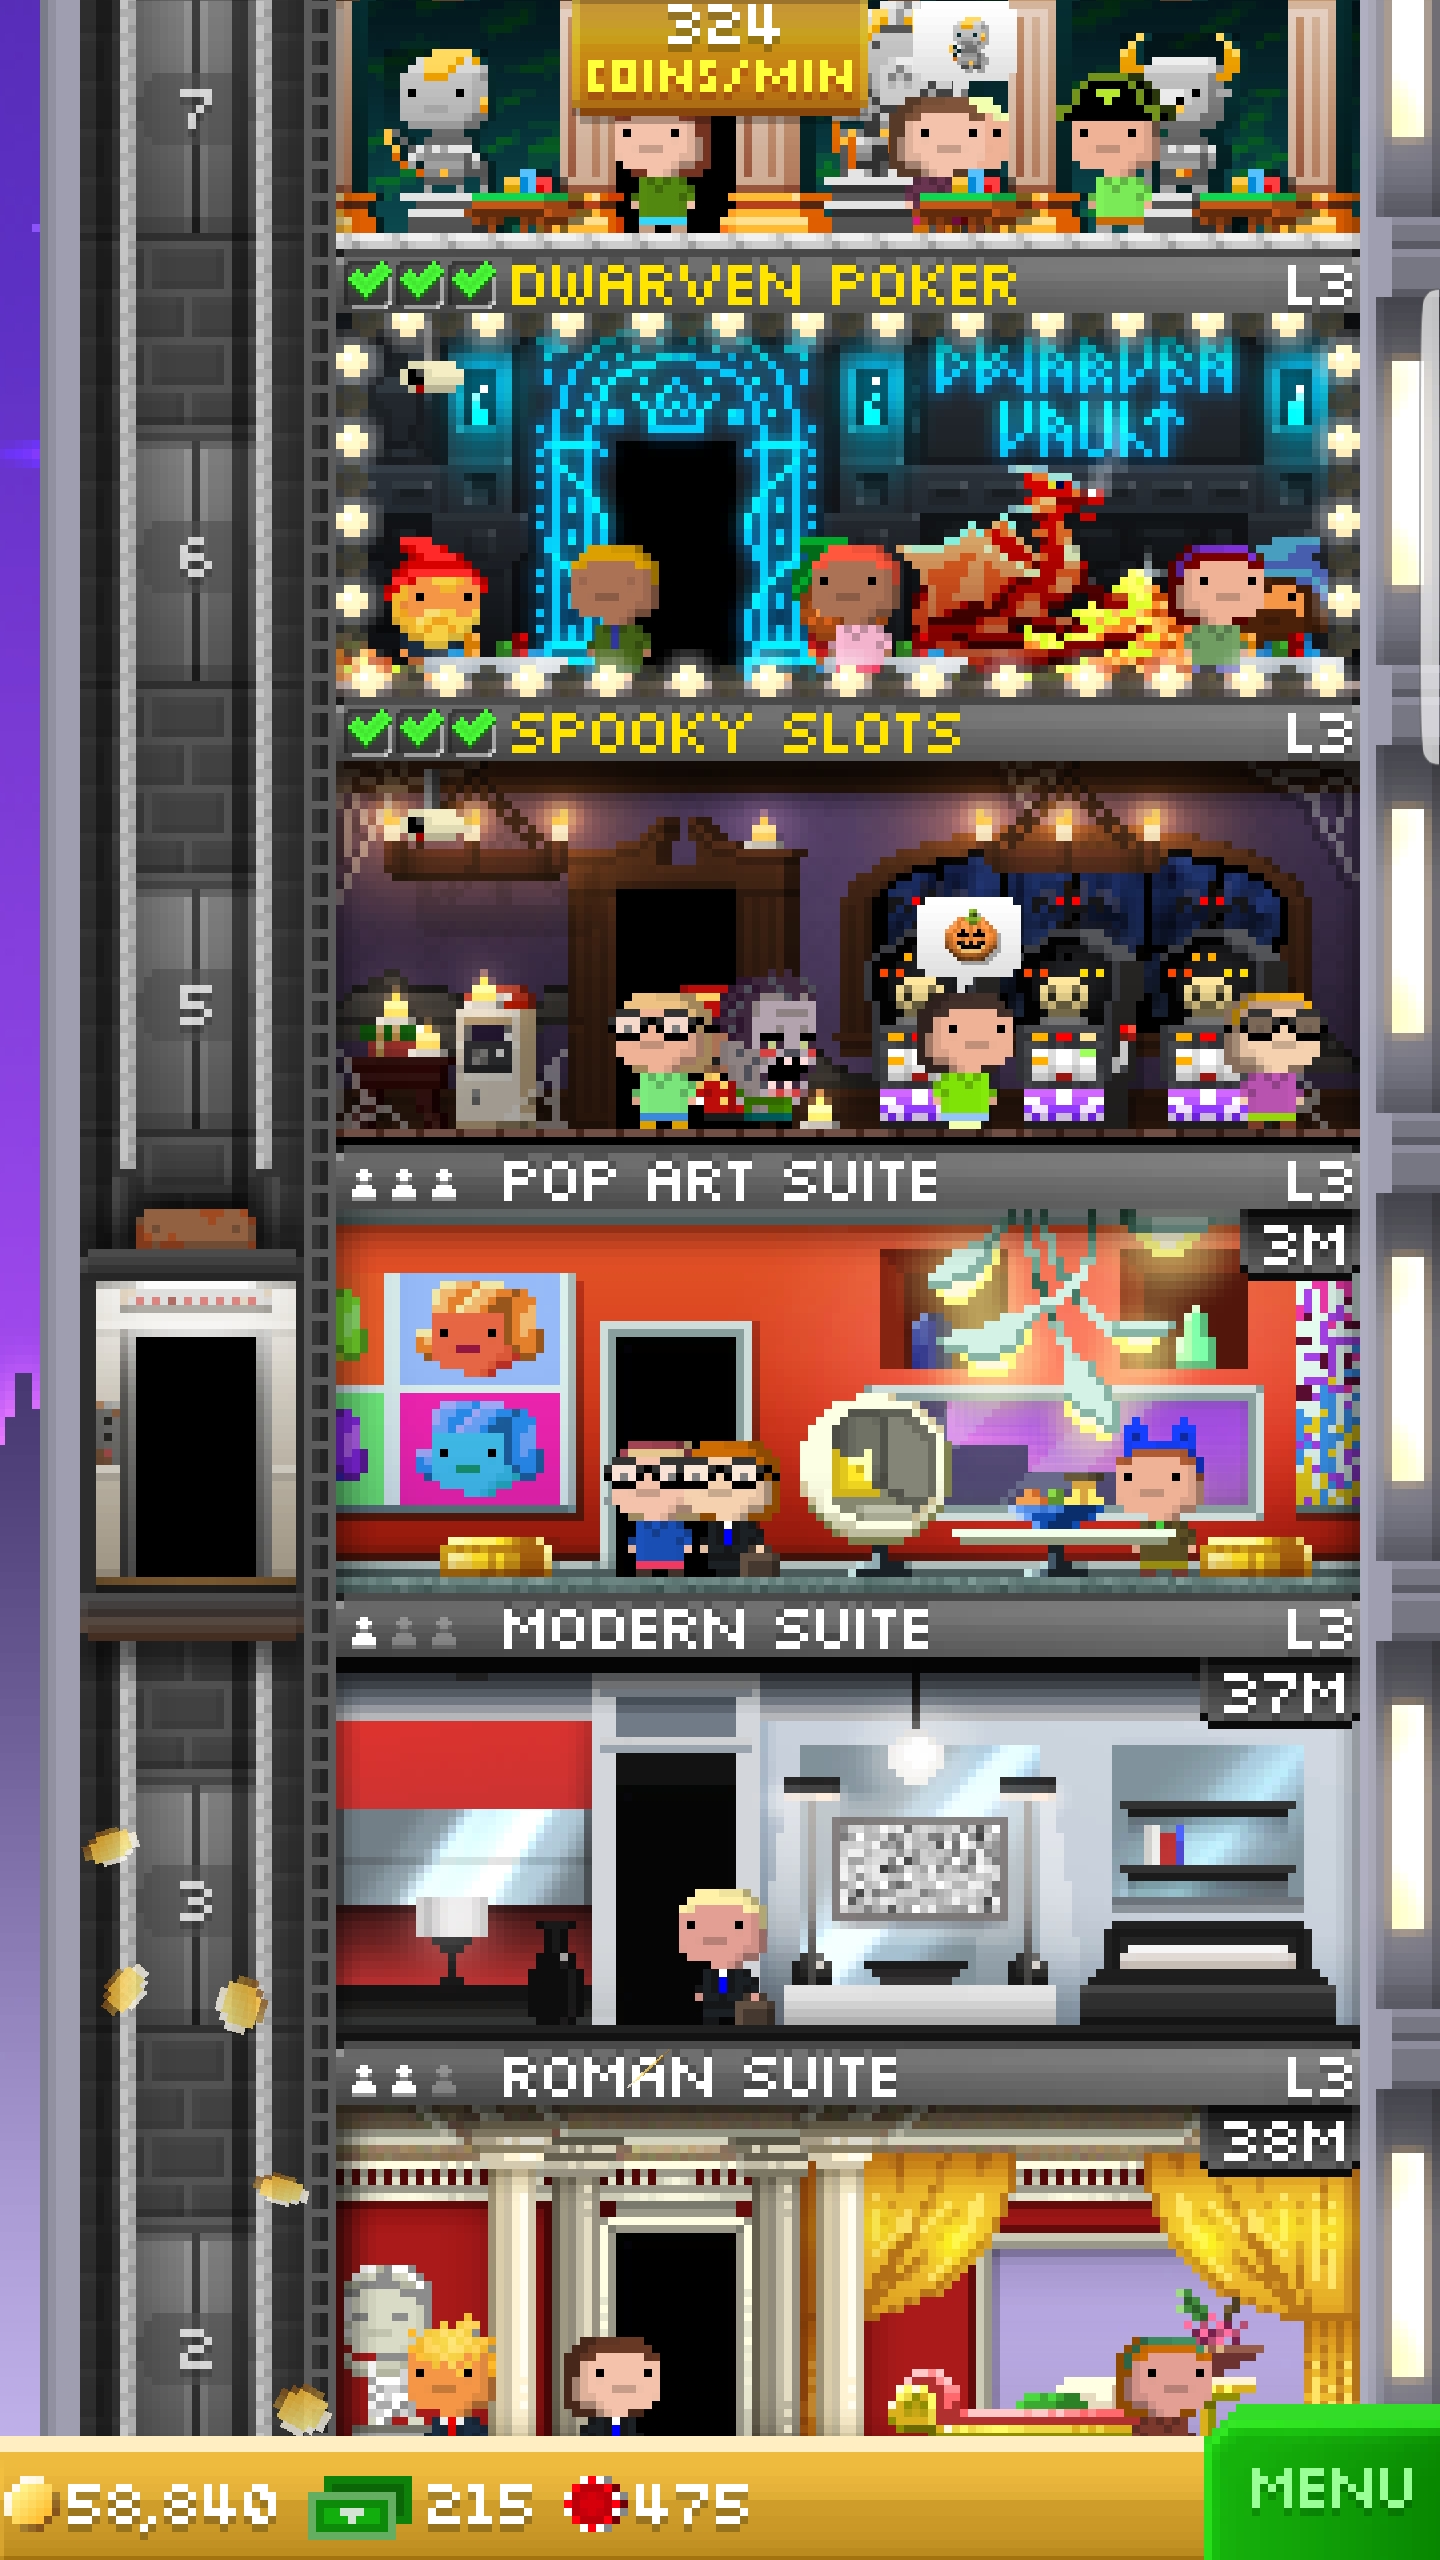 324
COINS/MIN
7
DWARVEN POKER L3
DWARVEN
VAULT
6
SPOOKY SLOTS L3
5
POP ART SUITE L3
3M
MODERN SUITE L3
37M
3
ROMAN SUITE L3
38M
2
58,840 215 475 MENU